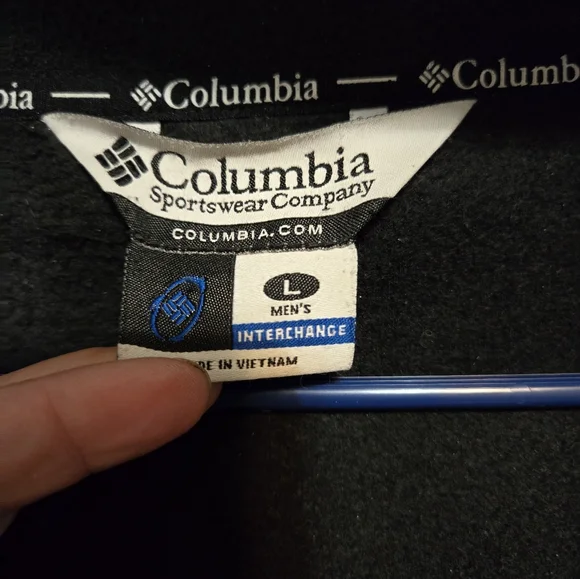 bia — Columbia — Columb
Columbia
Sportswear Company
COLUMBIA.COM
L
MEN'S
INTERCHANGE
DE IN VIETNAM